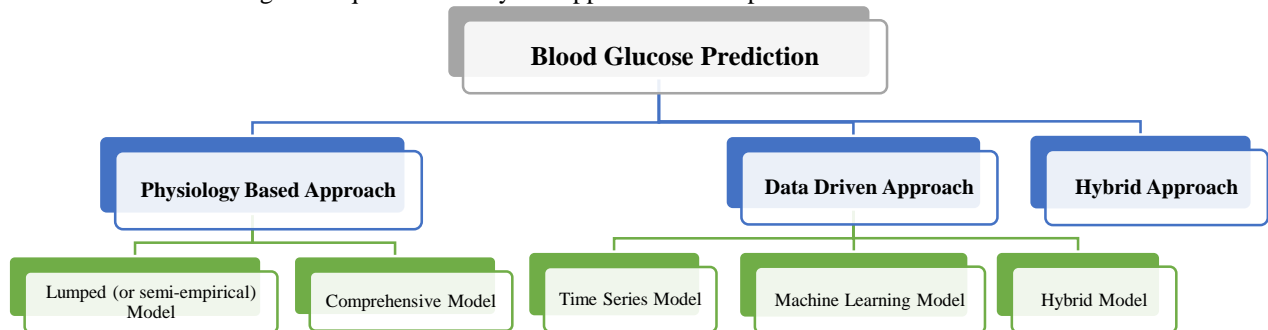 Blood Glucose Prediction
Physiology Based Approach
Data Driven Approach
Hybrid Approach
Lumped (or semi-empirical)
Model
Comprehensive Model
Time Series Model
Machine Learning Model
Hybrid Model